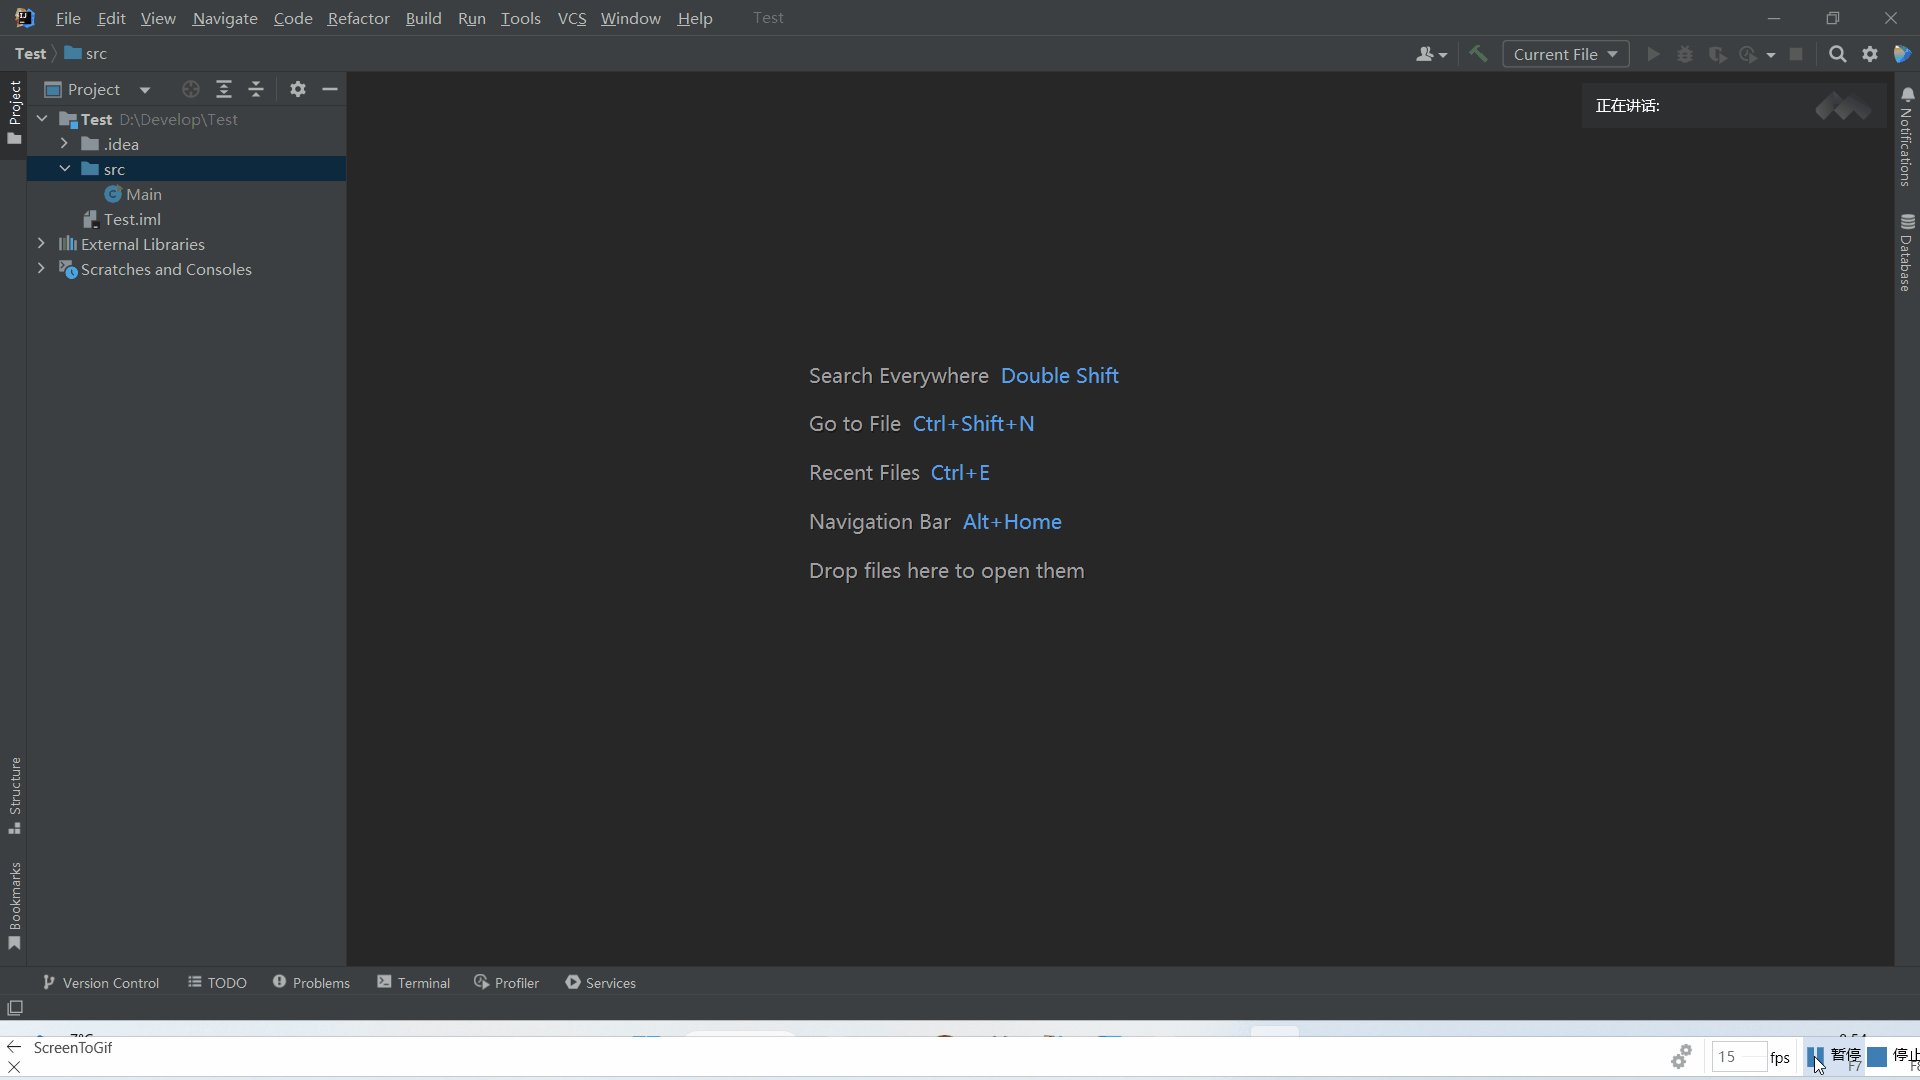 File Edit View Navigate Code Refactor Build Run Tools VCS Window Help Test
Test src
Current File
Project
Project
Test D:\Develop\Test
.idea
src
Main
Test.iml
External Libraries
Scratches and Consoles
正在讲话:
Notifications
Database
Search Everywhere Double Shift
Go to File Ctrl+Shift+N
Recent Files Ctrl+E
Navigation Bar Alt+Home
Drop files here to open them
Structure
Bookmarks
Version Control TODO Problems Terminal Profiler Services
ScreenToGif
15 fps
暂停 F7
停止